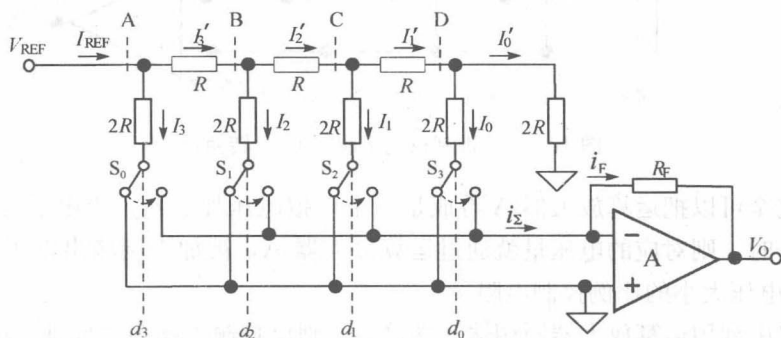 A B C D
V_REF I_REF I_3′ I_2′ I_1′ I_0′
R R R
2R I_3 2R I_2 2R I_1 2R I_0 2R
S_0 S_1 S_2 S_3
i_F R_F
i_Σ
− A V_O
+
d_3 d_2 d_1 d_0